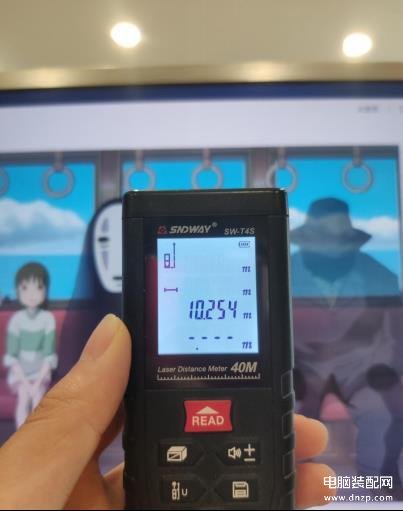 SNDWAY®
SW-T4S
m
m
10.254 m
- - - - m
Laser Distance Meter 40M
READ
U
电脑装配网
www.dnzp.com